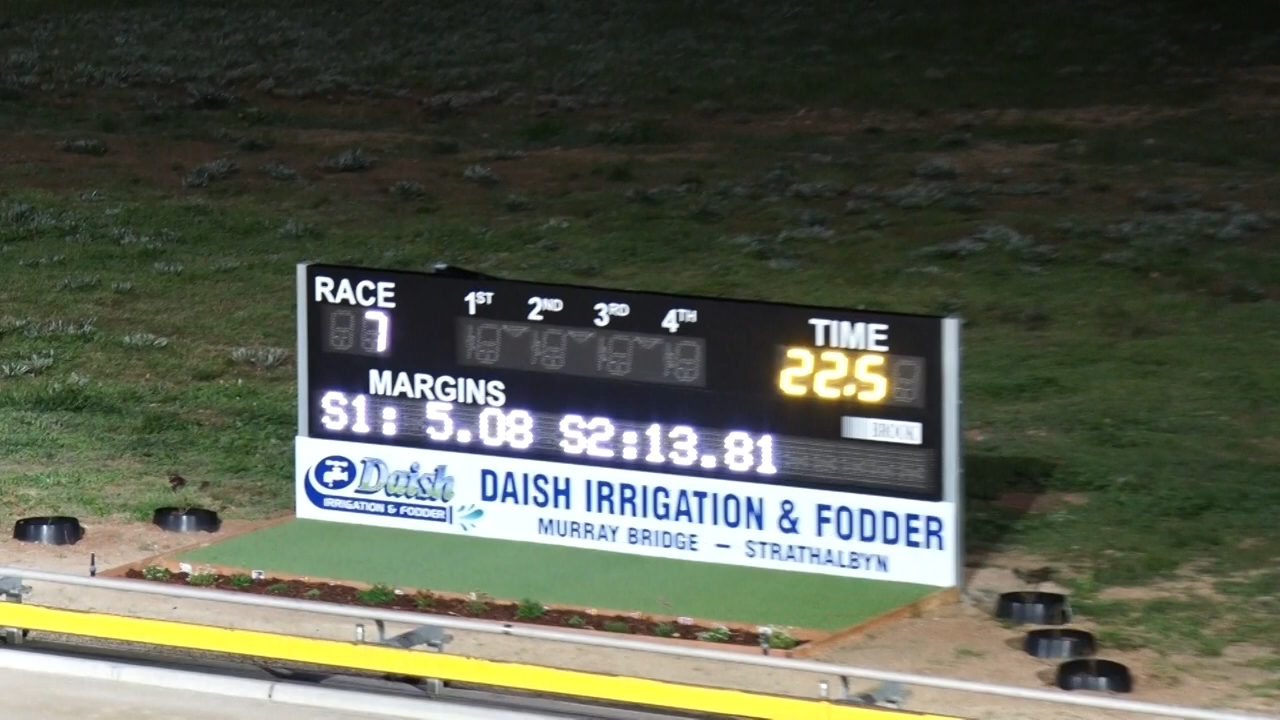 RACE 1ST 2ND 3RD 4TH TIME
7 22.5
MARGINS
S1: 5.08 S2:13.81
BROOK
Daish
IRRIGATION & FODDER
DAISH IRRIGATION & FODDER
MURRAY BRIDGE – STRATHALBYN